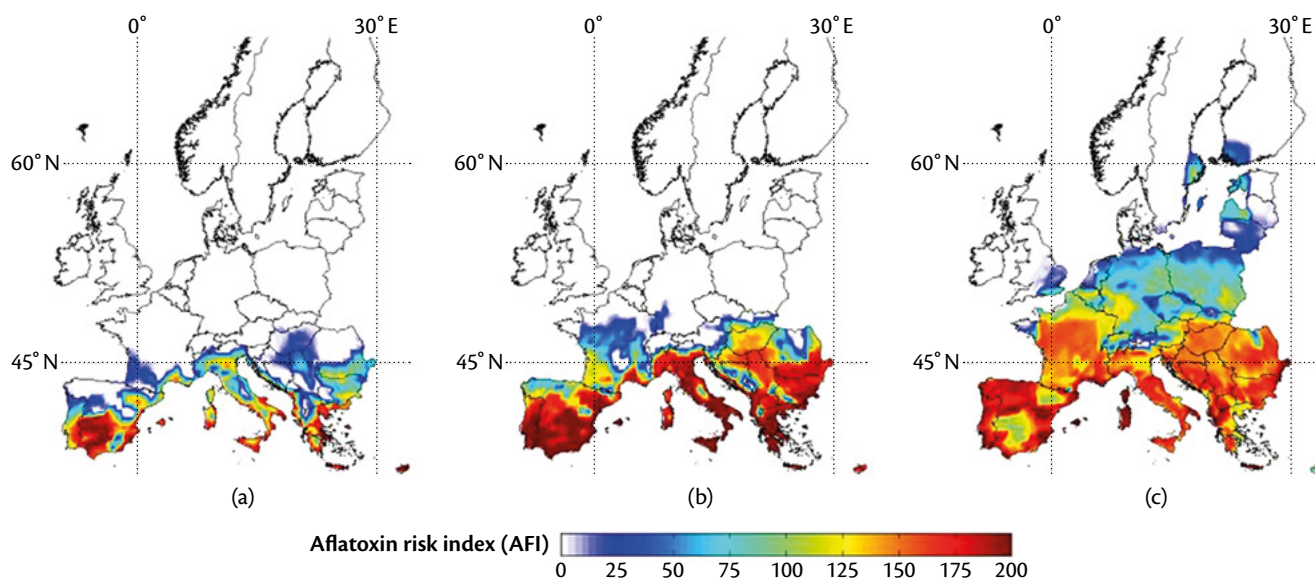 0° 30° E 0° 30° E 0° 30° E
60° N 60° N 60° N
45° N 45° N 45° N
(a) (b) (c)
Aflatoxin risk index (AFI)
0 25 50 75 100 125 150 175 200